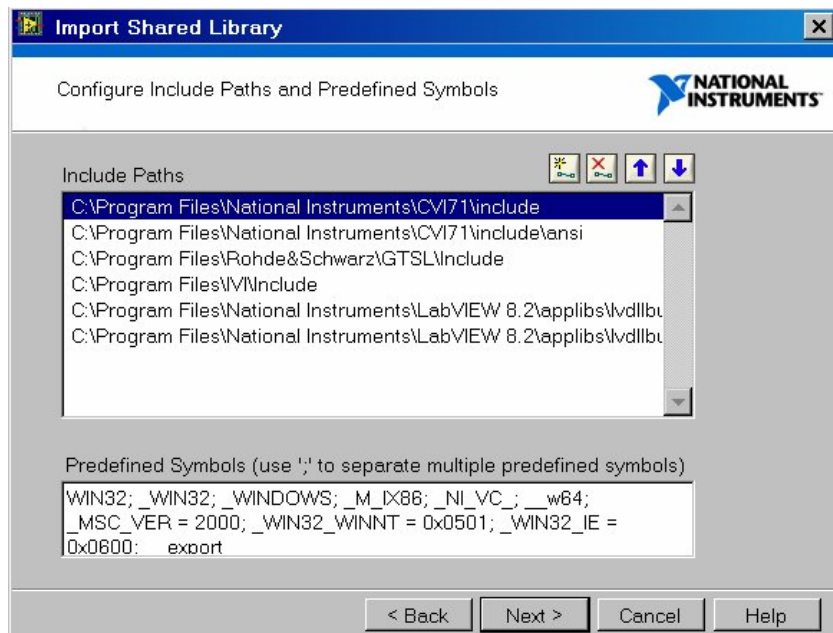 Import Shared Library
Configure Include Paths and Predefined Symbols
NATIONAL
INSTRUMENTS™
Include Paths
C:\Program Files\National Instruments\CVI71\include
C:\Program Files\National Instruments\CVI71\include\ansi
C:\Program Files\Rohde&Schwarz\GTSL\Include
C:\Program Files\IVI\Include
C:\Program Files\National Instruments\LabVIEW 8.2\applibs\lvdllbu
C:\Program Files\National Instruments\LabVIEW 8.2\applibs\lvdllbu
Predefined Symbols (use ';' to separate multiple predefined symbols)
WIN32; _WIN32; _WINDOWS; _M_IX86; _NI_VC_; __w64;
_MSC_VER = 2000; _WIN32_WINNT = 0x0501; _WIN32_IE =
0x0600; __export
< Back
Next >
Cancel
Help